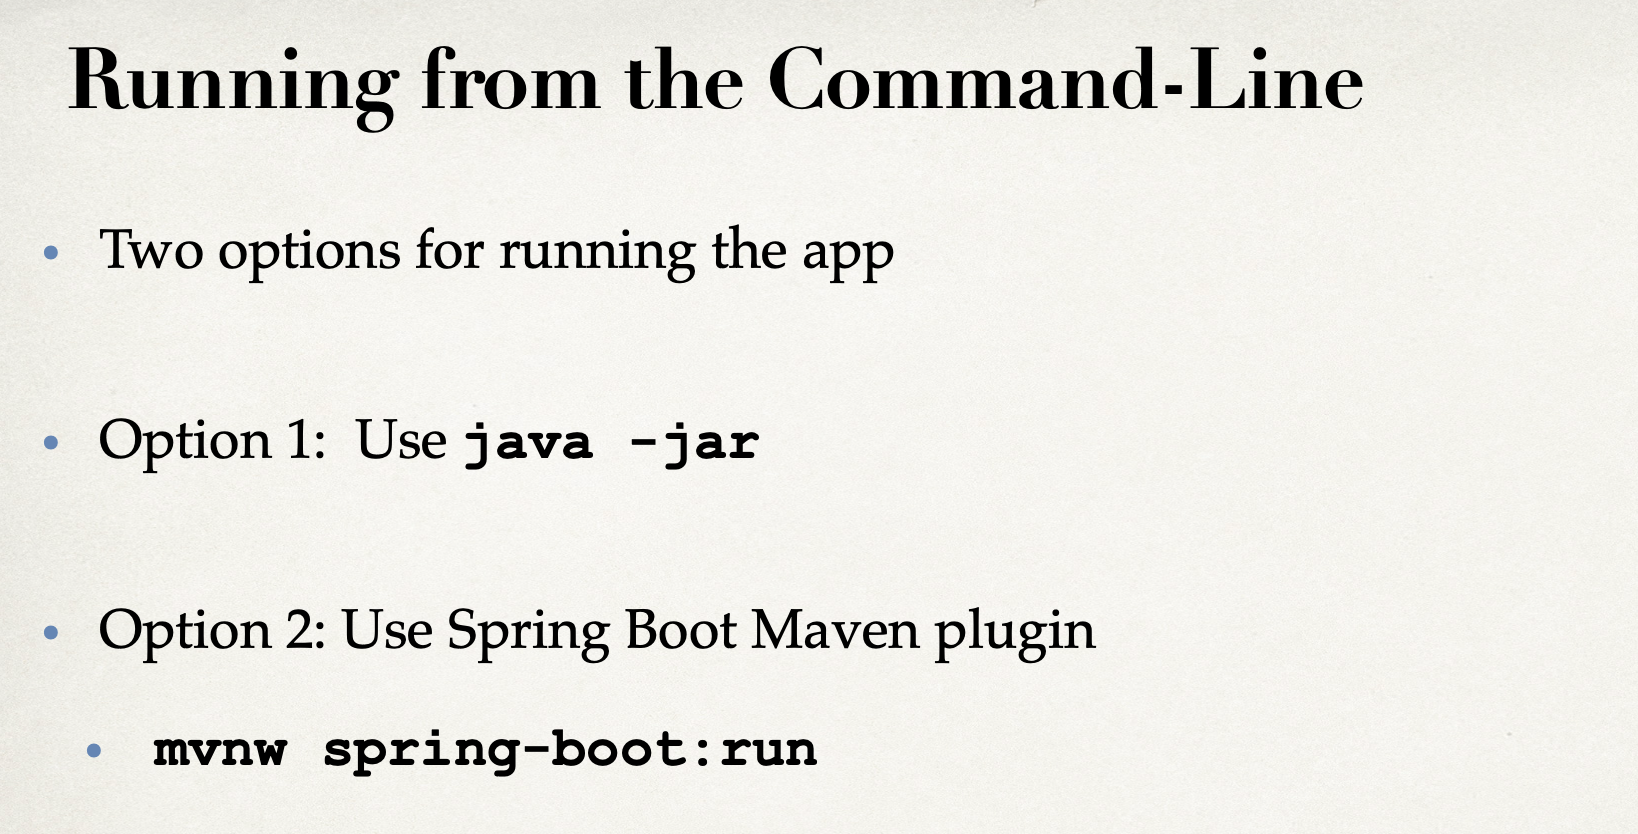 Running from the Command-Line
• Two options for running the app
• Option 1: Use java -jar
• Option 2: Use Spring Boot Maven plugin
• mvnw spring-boot:run